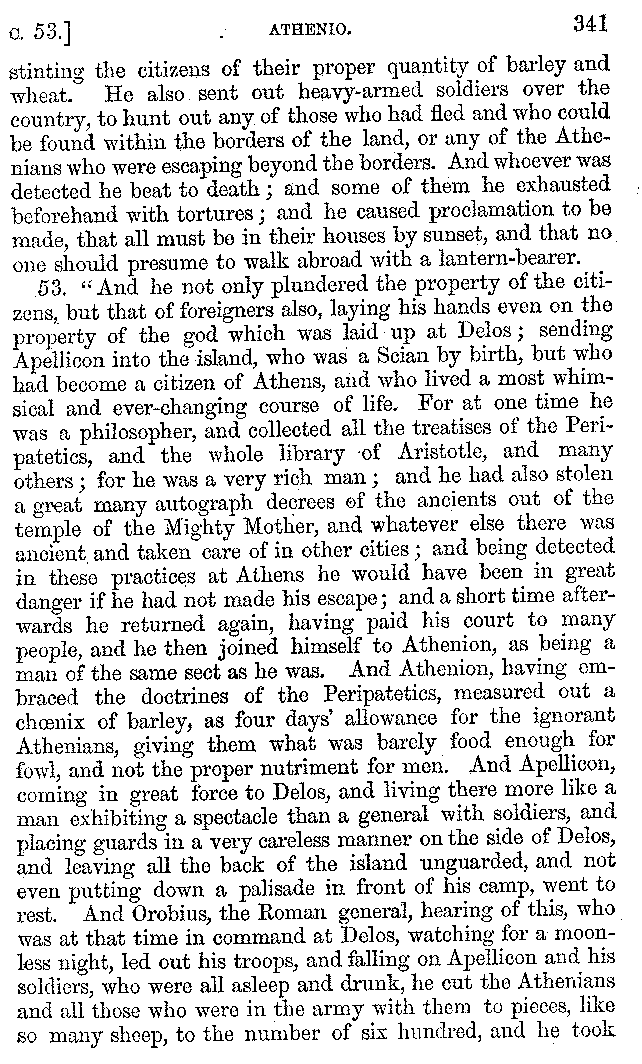 c. 53.] ATHENIO. 341
stinting the citizens of their proper quantity of barley and
wheat. He also sent out heavy-armed soldiers over the
country, to hunt out any of those who had fled and who could
be found within the borders of the land, or any of the Athe-
nians who were escaping beyond the borders. And whoever was
detected he beat to death; and some of them he exhausted
beforehand with tortures; and he caused proclamation to be
made, that all must be in their houses by sunset, and that no
one should presume to walk abroad with a lantern-bearer.
53. “And he not only plundered the property of the citi-
zens, but that of foreigners also, laying his hands even on the
property of the god which was laid up at Delos; sending
Apellicon into the island, who was a Scian by birth, but who
had become a citizen of Athens, and who lived a most whim-
sical and ever-changing course of life. For at one time he
was a philosopher, and collected all the treatises of the Peri-
patetics, and the whole library of Aristotle, and many
others; for he was a very rich man; and he had also stolen
a great many autograph decrees of the ancients out of the
temple of the Mighty Mother, and whatever else there was
ancient and taken care of in other cities; and being detected
in these practices at Athens he would have been in great
danger if he had not made his escape; and a short time after-
wards he returned again, having paid his court to many
people, and he then joined himself to Athenion, as being a
man of the same sect as he was. And Athenion, having em-
braced the doctrines of the Peripatetics, measured out a
chœnix of barley, as four days’ allowance for the ignorant
Athenians, giving them what was barely food enough for
fowl, and not the proper nutriment for men. And Apellicon,
coming in great force to Delos, and living there more like a
man exhibiting a spectacle than a general with soldiers, and
placing guards in a very careless manner on the side of Delos,
and leaving all the back of the island unguarded, and not
even putting down a palisade in front of his camp, went to
rest. And Orobius, the Roman general, hearing of this, who
was at that time in command at Delos, watching for a moon-
less night, led out his troops, and falling on Apellicon and his
soldiers, who were all asleep and drunk, he cut the Athenians
and all those who were in the army with them to pieces, like
so many sheep, to the number of six hundred, and he took